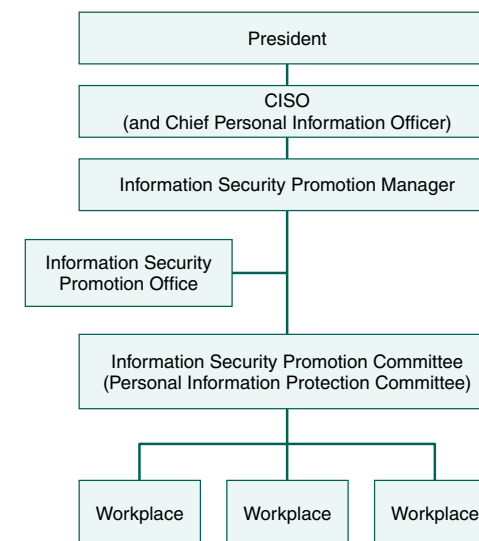 President
CISO
(and Chief Personal Information Officer)
Information Security Promotion Manager
Information Security
Promotion Office
Information Security Promotion Committee
(Personal Information Protection Committee)
Workplace
Workplace
Workplace